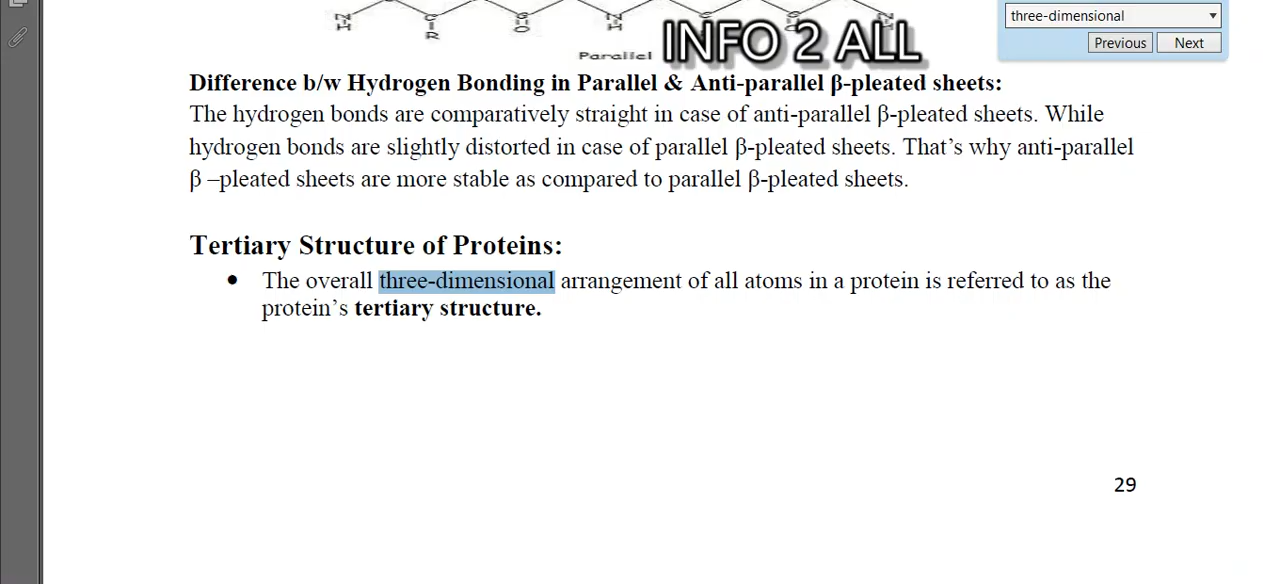 three-dimensional
Previous Next
N H C R C O N H C N H
Parallel
INFO 2 ALL
Difference b/w Hydrogen Bonding in Parallel & Anti-parallel β-pleated sheets:
The hydrogen bonds are comparatively straight in case of anti-parallel β-pleated sheets. While
hydrogen bonds are slightly distorted in case of parallel β-pleated sheets. That’s why anti-parallel
β –pleated sheets are more stable as compared to parallel β-pleated sheets.
Tertiary Structure of Proteins:
• The overall three-dimensional arrangement of all atoms in a protein is referred to as the
protein’s tertiary structure.
29